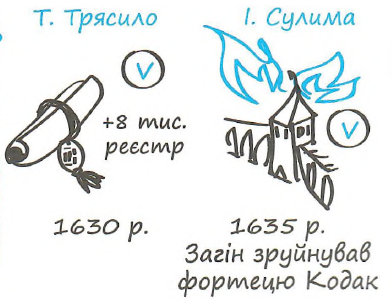 Т. Трясило
І. Сулима
+8 тис.
реєстр
1630 р.
1635 р.
Загін зруйнував
фортецю Кодак